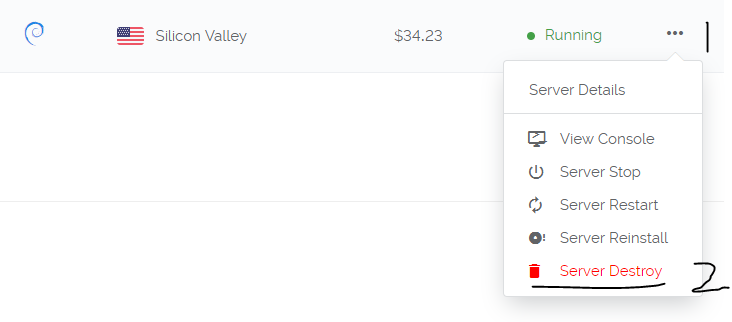 Silicon Valley $34.23 Running ••• 1
Server Details
View Console
Server Stop
Server Restart
Server Reinstall
Server Destroy 2